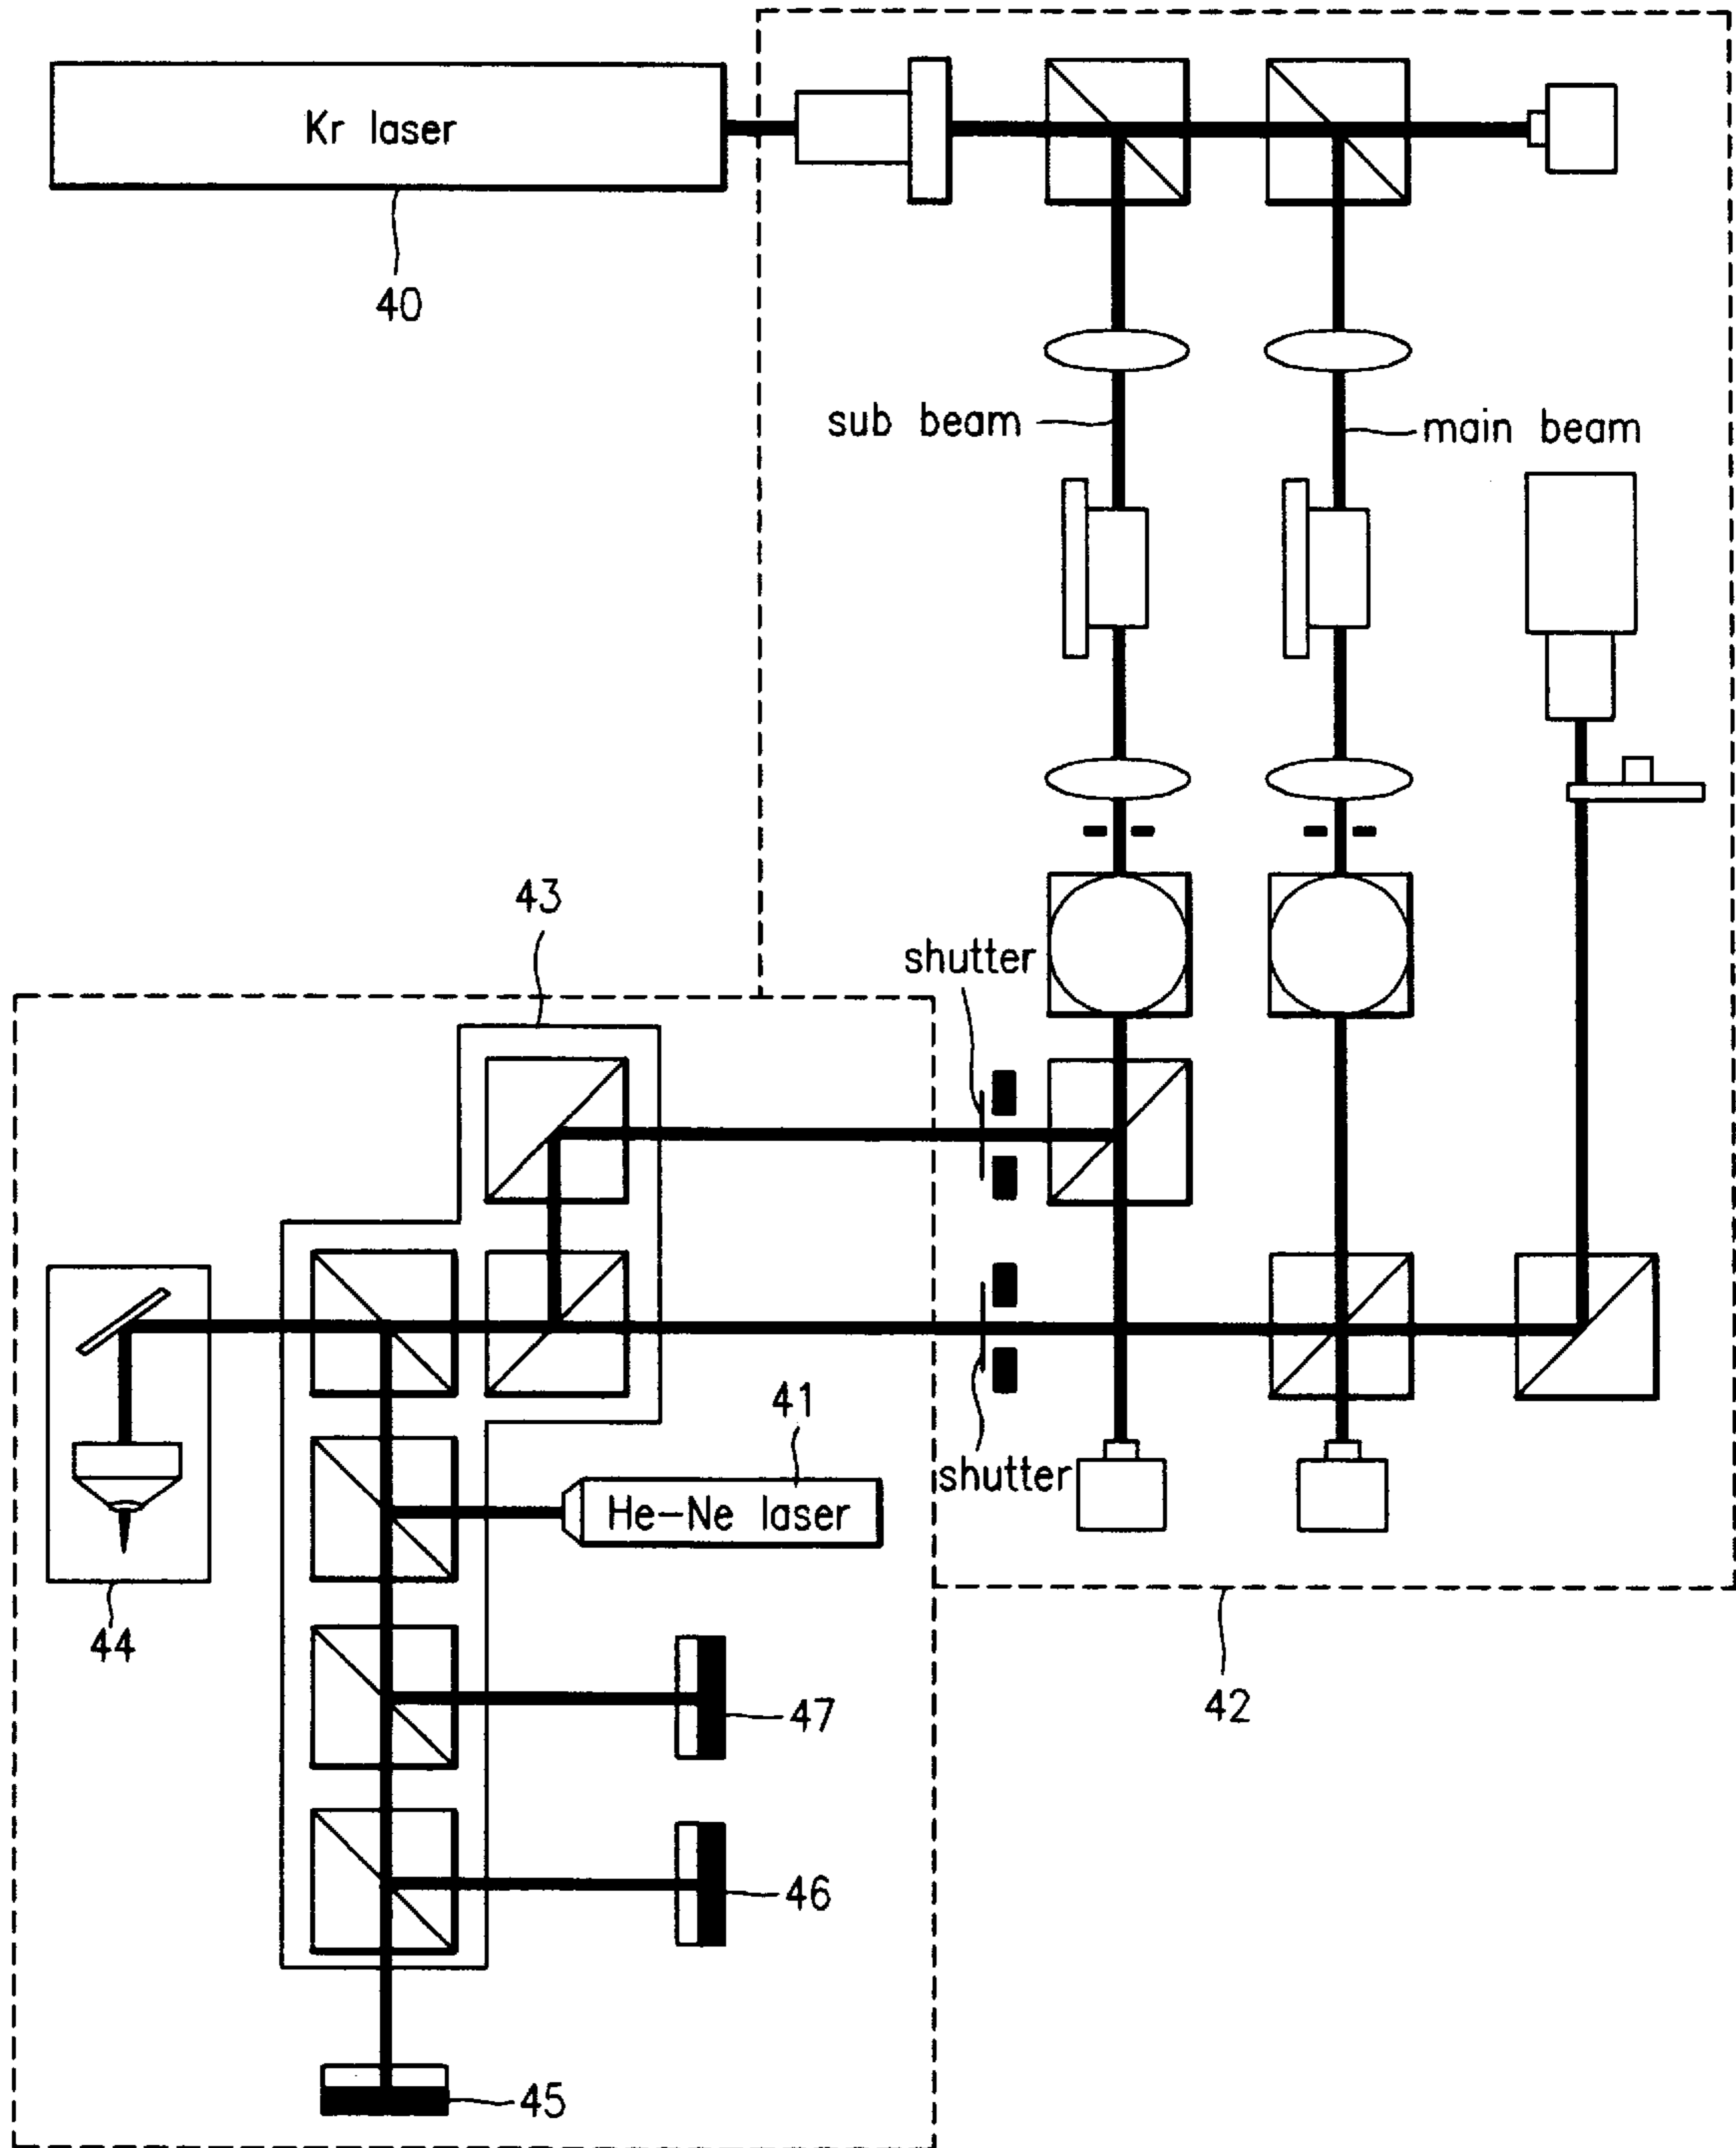 Kr laser
40
sub beam
main beam
43
shutter
41
shutter
He-Ne laser
44
47
42
46
45